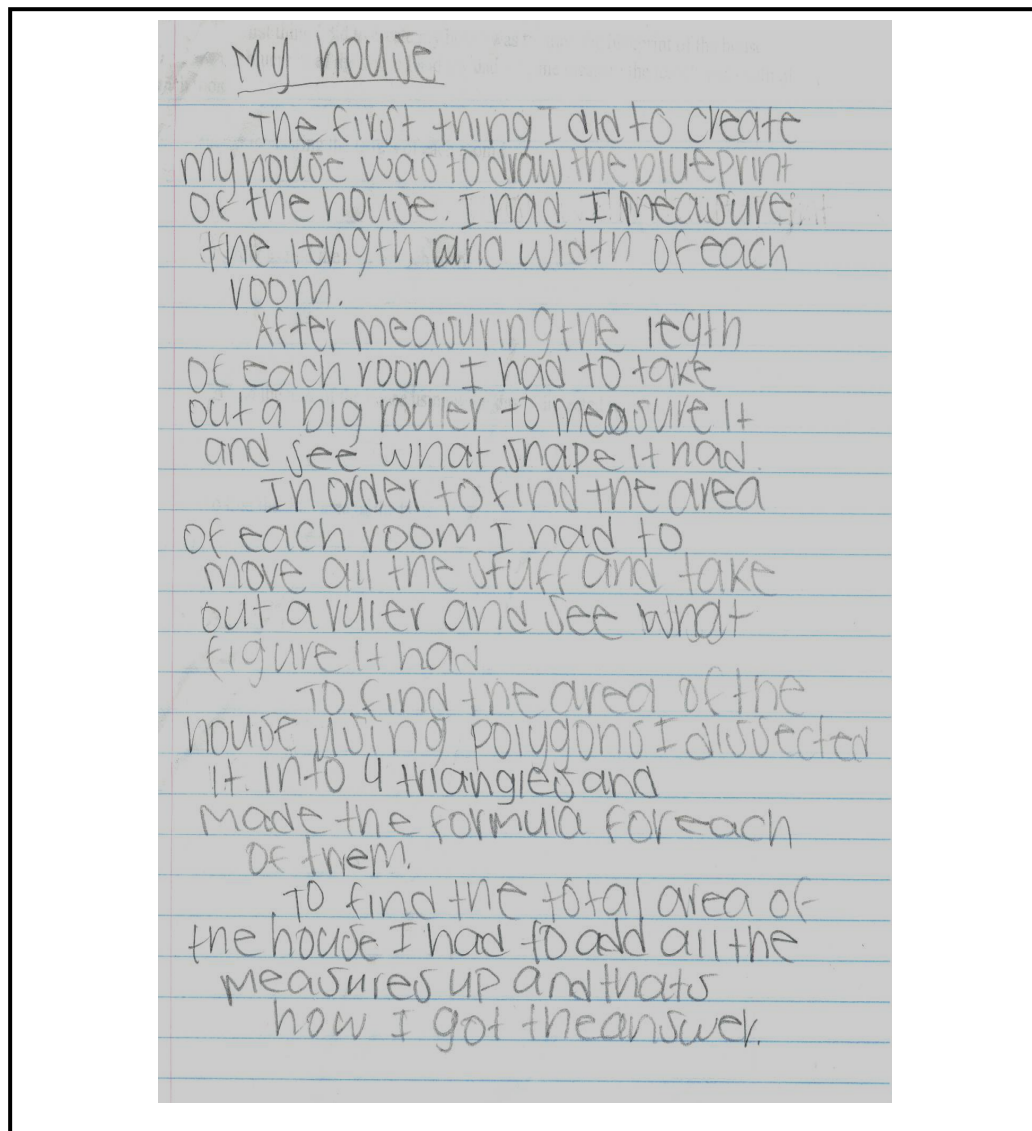 My house
The first thing I did to create
my house was to draw the blueprint
of the house. I had I measure.
the length and width of each
room.
After measuring the legth
of each room I had to take
out a big rouler to measure it
and see what shape it had.
In order to find the area
of each room I had to
move all the stuff and take
out a ruler and see what
figure it had
To find the area of the
house using polygons I dissected
it into 4 triangles and
made the formula for each
of them.
To find the total area of
the house I had to add all the
measures up and thats
how I got the answer.